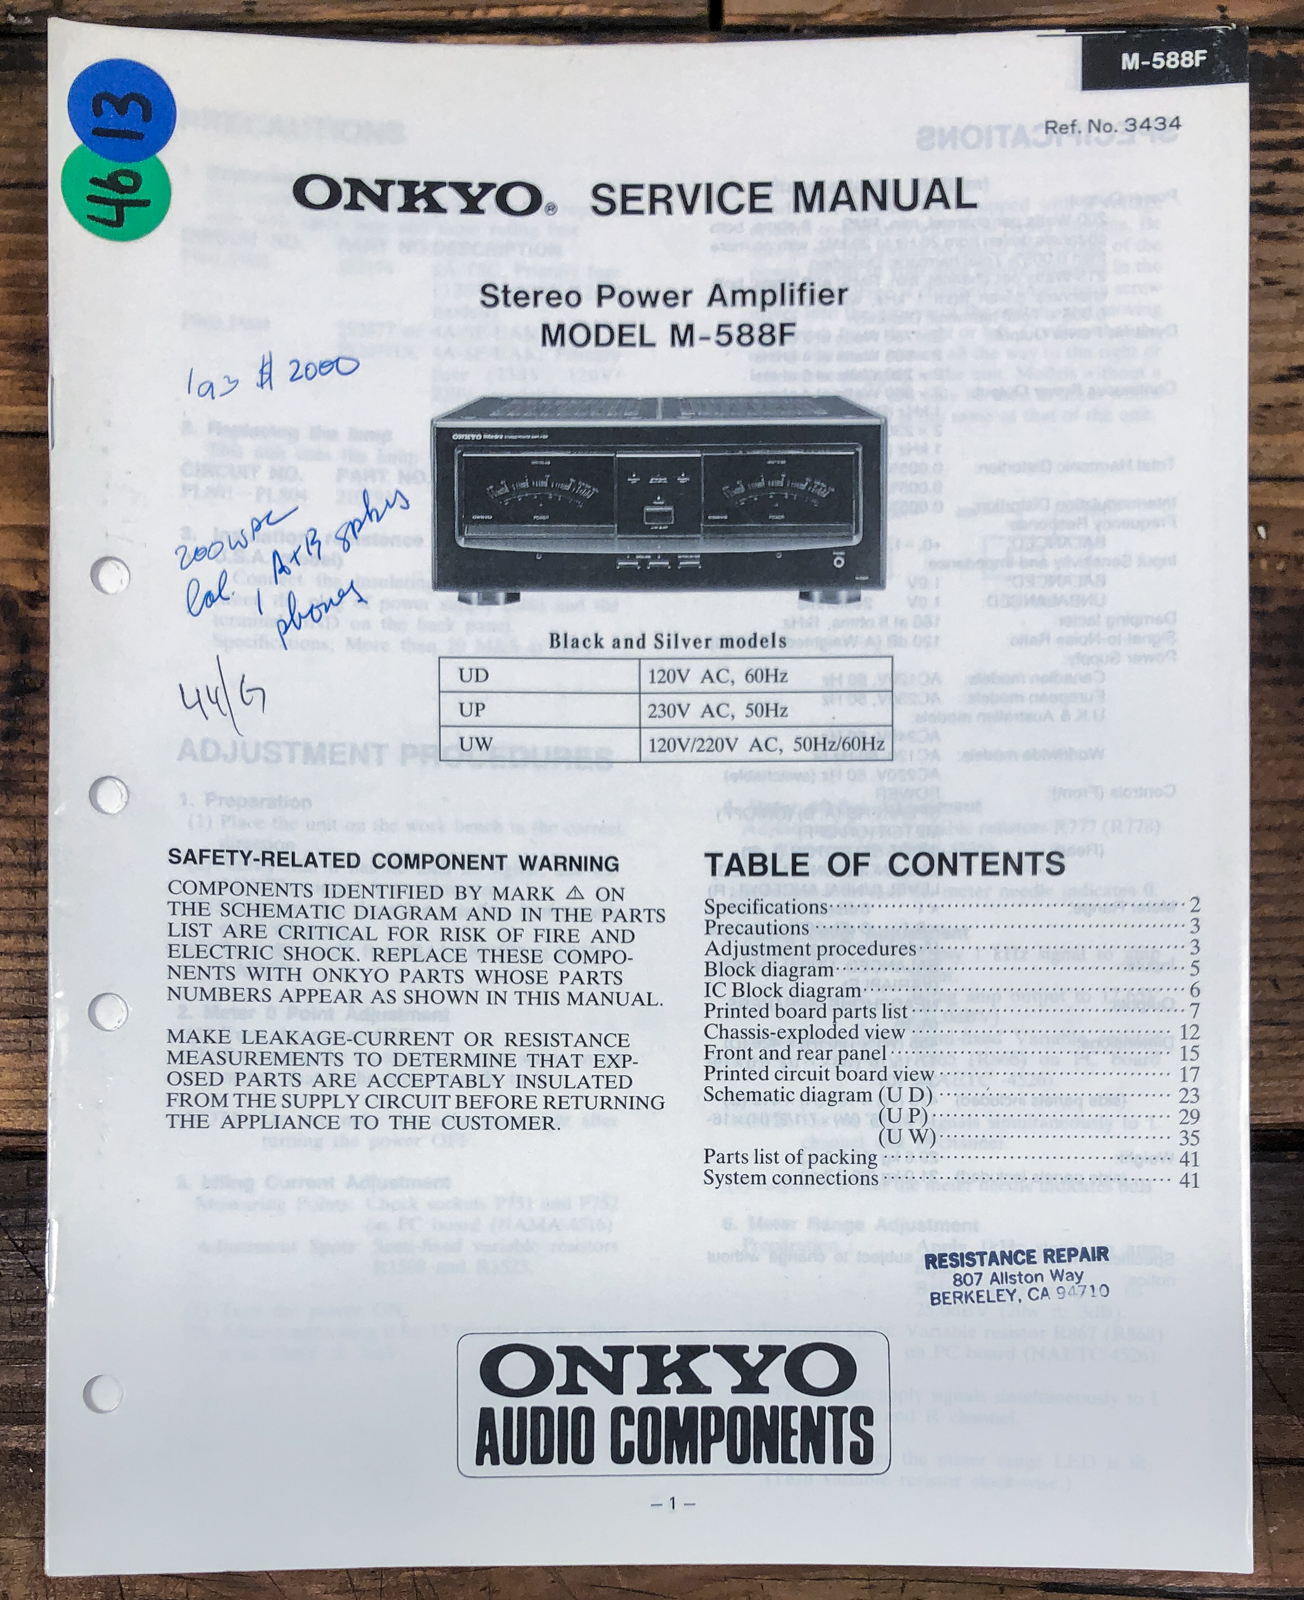 M-588F
Ref. No. 3434
13
46
ONKYO® SERVICE MANUAL
Stereo Power Amplifier
MODEL M-588F
$ 2000
200W
A+B spkrs
phones
44/G
ONKYO
Black and Silver models
UD 120V AC, 60Hz
UP 230V AC, 50Hz
UW 120V/220V AC, 50Hz/60Hz
SAFETY-RELATED COMPONENT WARNING
COMPONENTS IDENTIFIED BY MARK ⚠ ON
THE SCHEMATIC DIAGRAM AND IN THE PARTS
LIST ARE CRITICAL FOR RISK OF FIRE AND
ELECTRIC SHOCK. REPLACE THESE COMPO-
NENTS WITH ONKYO PARTS WHOSE PARTS
NUMBERS APPEAR AS SHOWN IN THIS MANUAL.
MAKE LEAKAGE-CURRENT OR RESISTANCE
MEASUREMENTS TO DETERMINE THAT EXP-
OSED PARTS ARE ACCEPTABLY INSULATED
FROM THE SUPPLY CIRCUIT BEFORE RETURNING
THE APPLIANCE TO THE CUSTOMER.
TABLE OF CONTENTS
Specifications 2
Precautions 3
Adjustment procedures 3
Block diagram 5
IC Block diagram 6
Printed board parts list 7
Chassis-exploded view 12
Front and rear panel 15
Printed circuit board view 17
Schematic diagram (U D) 23
(U P) 29
(U W) 35
Parts list of packing 41
System connections 41
RESISTANCE REPAIR
807 Allston Way
BERKELEY, CA 94710
ONKYO
AUDIO COMPONENTS
– 1 –